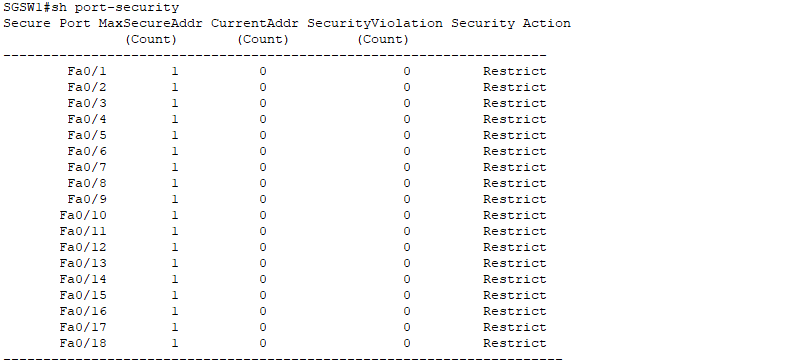 SGSW1#sh port-security
Secure Port MaxSecureAddr CurrentAddr SecurityViolation Security Action
(Count) (Count) (Count)
--------------------------------------------------------------------
Fa0/1 1 0 0 Restrict
Fa0/2 1 0 0 Restrict
Fa0/3 1 0 0 Restrict
Fa0/4 1 0 0 Restrict
Fa0/5 1 0 0 Restrict
Fa0/6 1 0 0 Restrict
Fa0/7 1 0 0 Restrict
Fa0/8 1 0 0 Restrict
Fa0/9 1 0 0 Restrict
Fa0/10 1 0 0 Restrict
Fa0/11 1 0 0 Restrict
Fa0/12 1 0 0 Restrict
Fa0/13 1 0 0 Restrict
Fa0/14 1 0 0 Restrict
Fa0/15 1 0 0 Restrict
Fa0/16 1 0 0 Restrict
Fa0/17 1 0 0 Restrict
Fa0/18 1 0 0 Restrict
----------------------------------------------------------------------